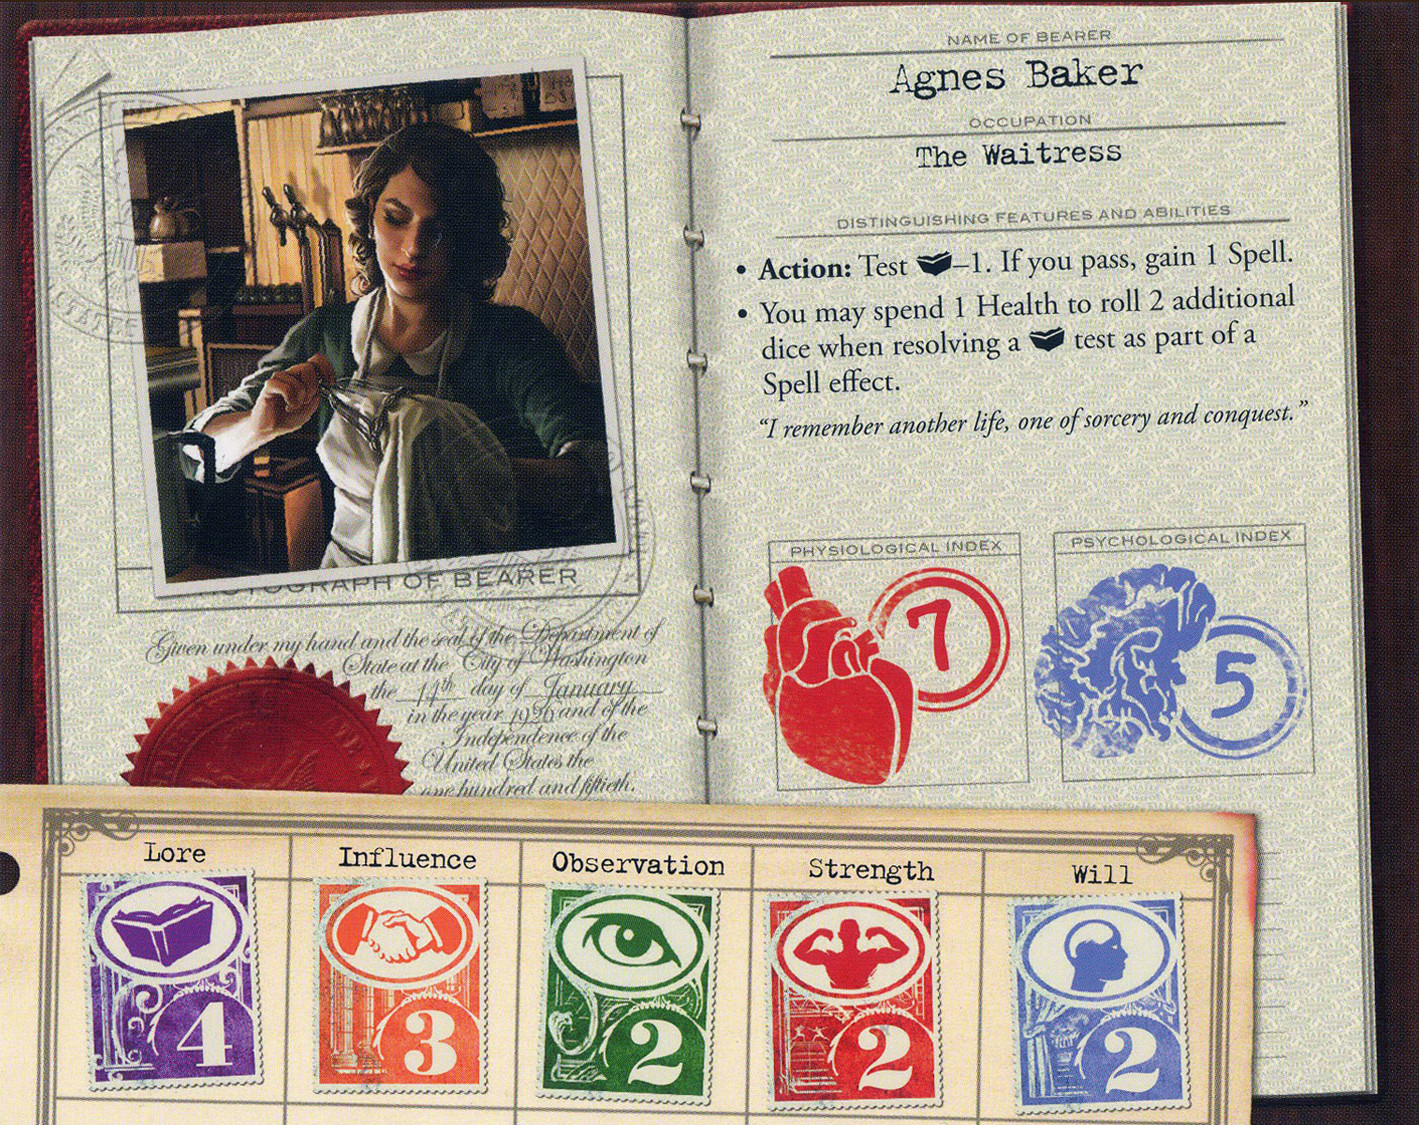 NAME OF BEARER
Agnes Baker
OCCUPATION
The Waitress
DISTINGUISHING FEATURES AND ABILITIES
• Action: Test –1. If you pass, gain 1 Spell.
• You may spend 1 Health to roll 2 additional
dice when resolving a test as part of a
Spell effect.
“I remember another life, one of sorcery and conquest.”
PHYSIOLOGICAL INDEX
7
PSYCHOLOGICAL INDEX
5
OF BEARER
Given under my hand and the seal of the Department of
State at the City of Washington
the 14th day of January
in the year 1926 and of the
Independence of the
United States the
one hundred and fiftieth.
Lore
Influence
Observation
Strength
Will
4
3
2
2
2